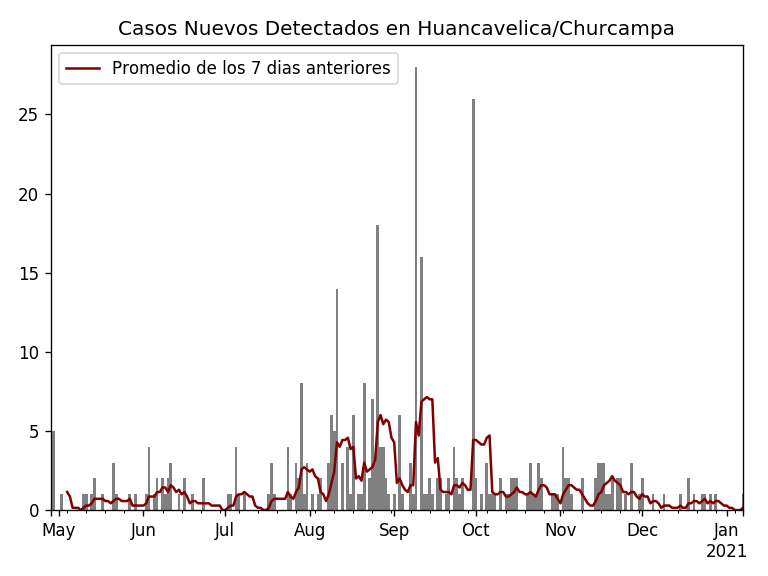 Casos Nuevos Detectados en Huancavelica/Churcampa
Promedio de los 7 dias anteriores
25
20
15
10
5
0
May Jun Jul Aug Sep Oct Nov Dec Jan
2021